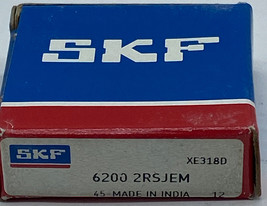 SKF
XE318D
SKF
6200 2RSJEM
45-MADE IN INDIA 12